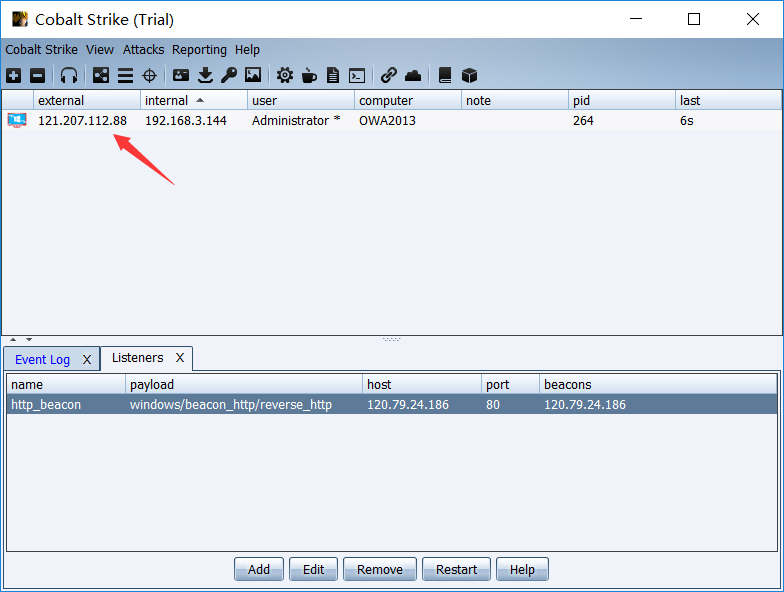 Cobalt Strike (Trial)
Cobalt Strike View Attacks Reporting Help
external internal user computer note pid last
121.207.112.88 192.168.3.144 Administrator * OWA2013 264 6s
Event Log X Listeners X
name payload host port beacons
http_beacon windows/beacon_http/reverse_http 120.79.24.186 80 120.79.24.186
Add Edit Remove Restart Help